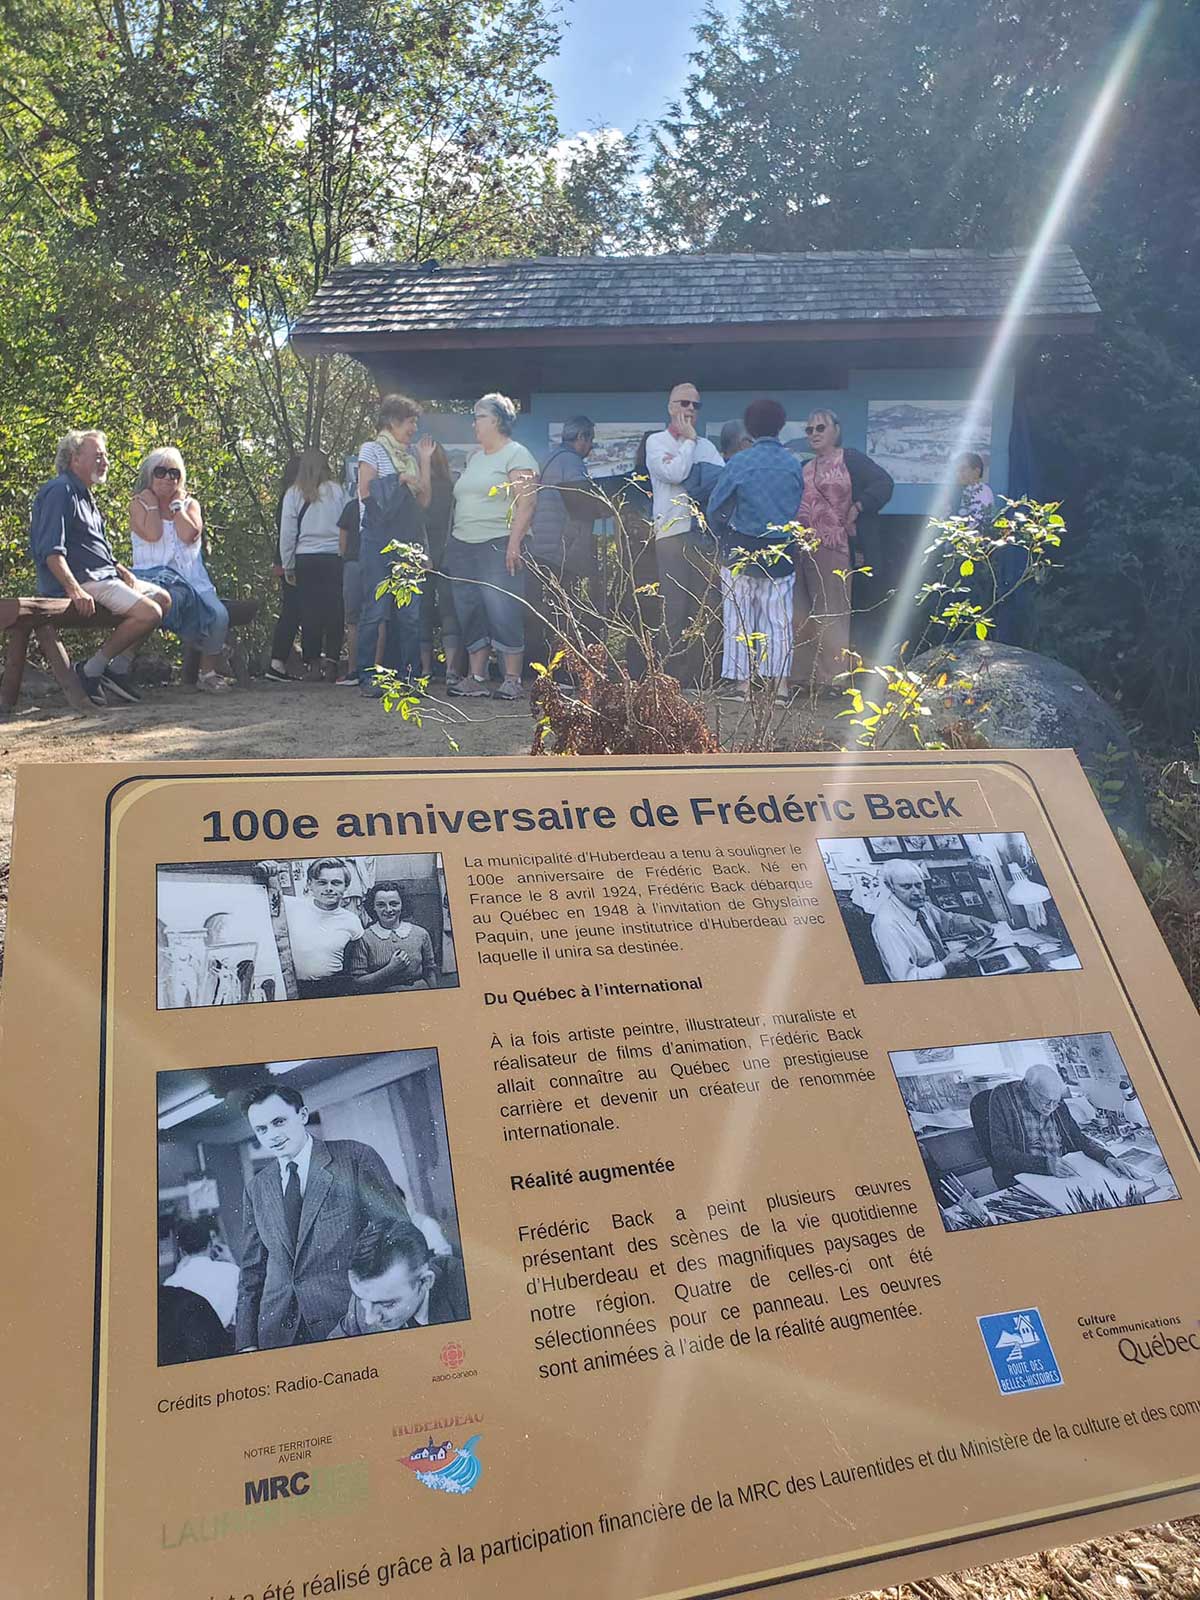 100e anniversaire de Frédéric Back
La municipalité d'Huberdeau a tenu à souligner le
100e anniversaire de Frédéric Back. Né en
France le 8 avril 1924, Frédéric Back débarque
au Québec en 1948 à l'invitation de Ghyslaine
Paquin, une jeune institutrice d'Huberdeau avec
laquelle il unira sa destinée.
Du Québec à l'international
À la fois artiste peintre, illustrateur, muraliste et
réalisateur de films d'animation, Frédéric Back
allait connaître au Québec une prestigieuse
carrière et devenir un créateur de renommée
internationale.
Réalité augmentée
Frédéric Back a peint plusieurs œuvres
présentant des scènes de la vie quotidienne
d'Huberdeau et des magnifiques paysages de
notre région. Quatre de celles-ci ont été
sélectionnées pour ce panneau. Les oeuvres
sont animées à l'aide de la réalité augmentée.
Crédits photos: Radio-Canada
Radio-Canada
NOTRE TERRITOIRE
AVENIR
MRC DES
LAURENTIDES
HUBERDEAU
ROUTE DES
BELLES-HISTOIRES
Culture
et Communications
Québec
a été réalisé grâce à la participation financière de la MRC des Laurentides et du Ministère de la culture et des com